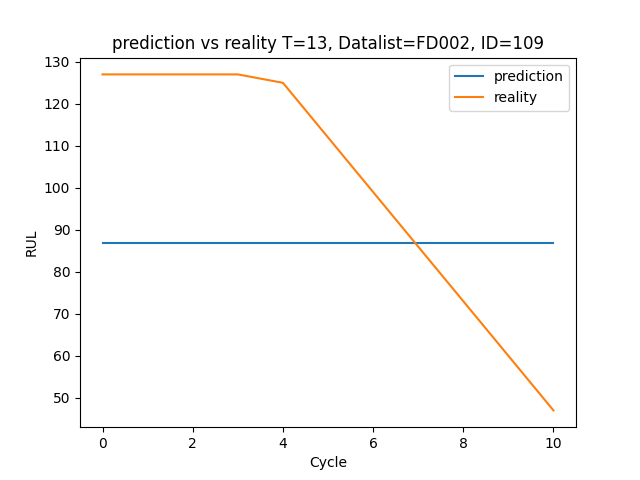 prediction vs reality T=13, Datalist=FD002, ID=109
prediction
reality
RUL
130
120
110
100
90
80
70
60
50
0 2 4 6 8 10
Cycle